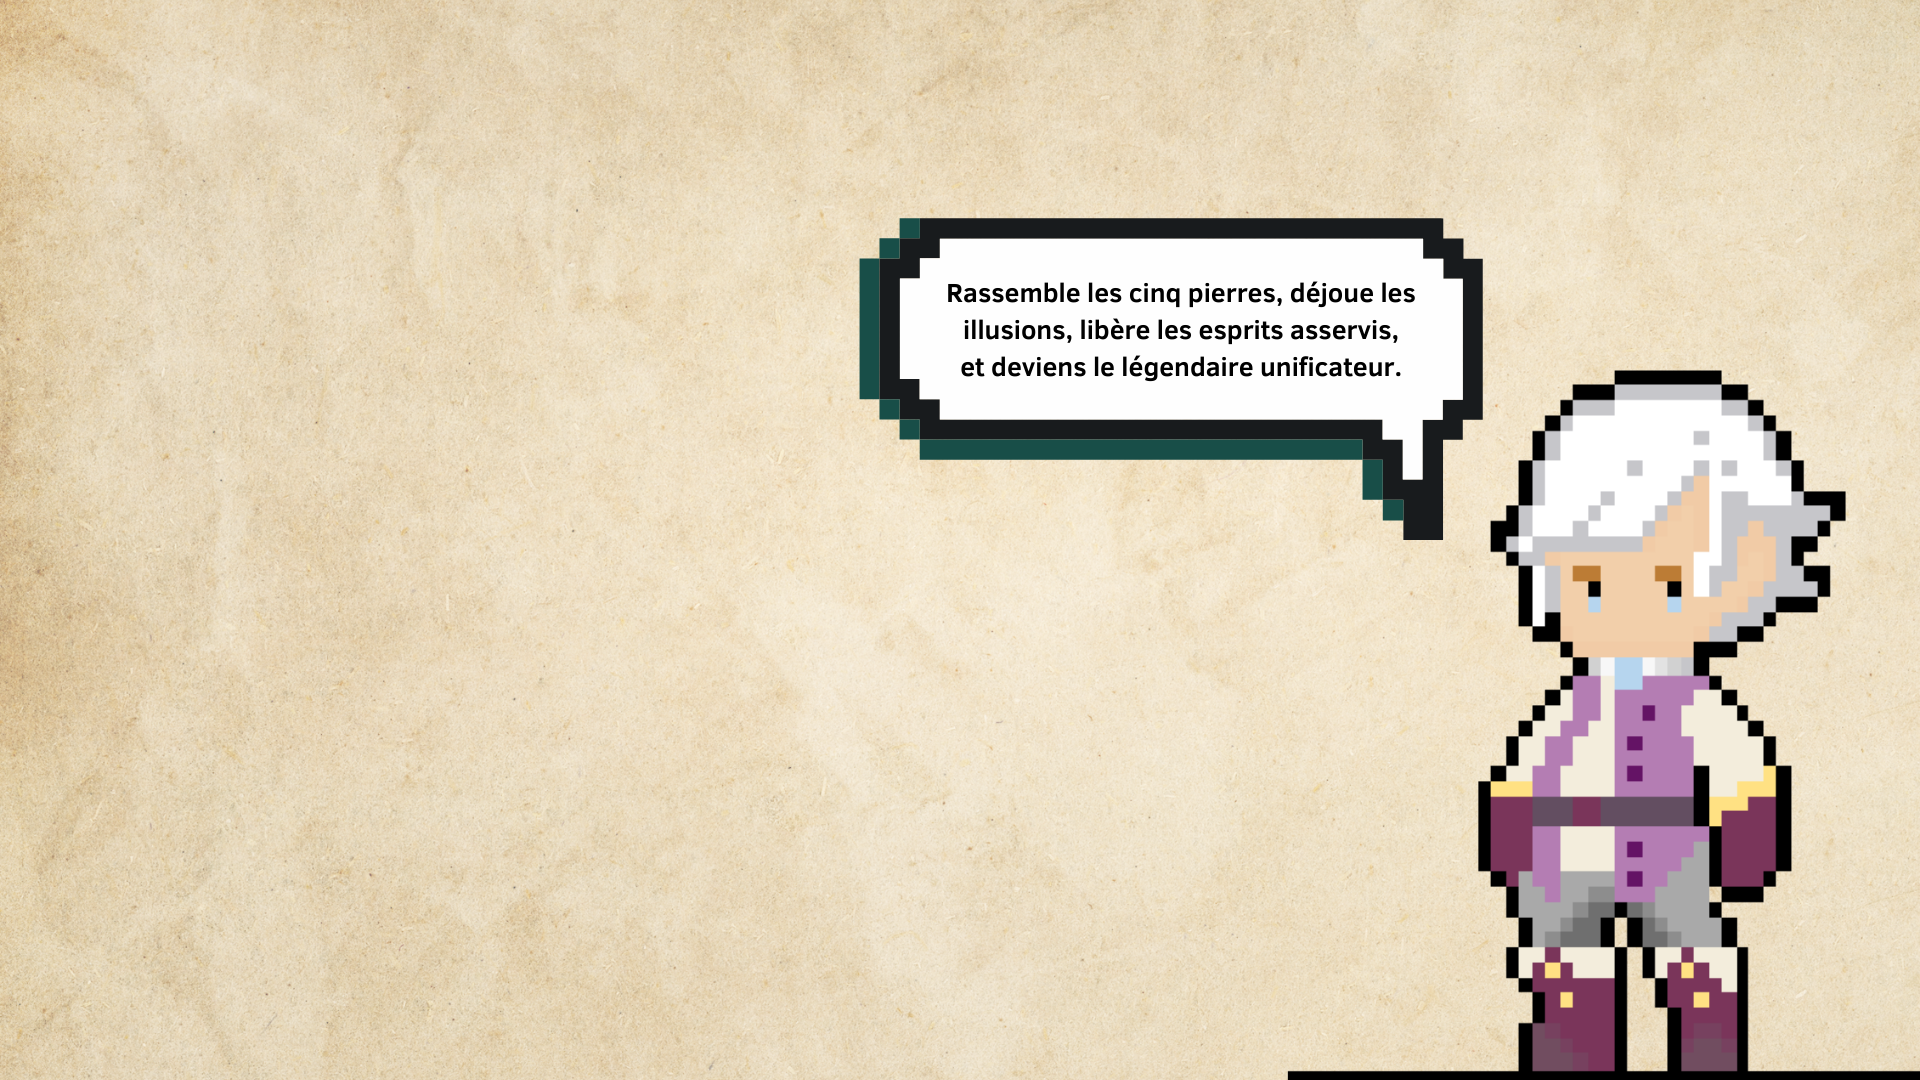 Rassemble les cinq pierres, déjoue les
illusions, libère les esprits asservis,
et deviens le légendaire unificateur.